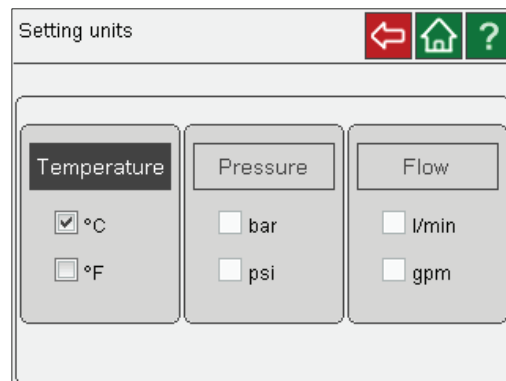 Setting units
?
Temperature
°C
°F
Pressure
bar
psi
Flow
l/min
gpm